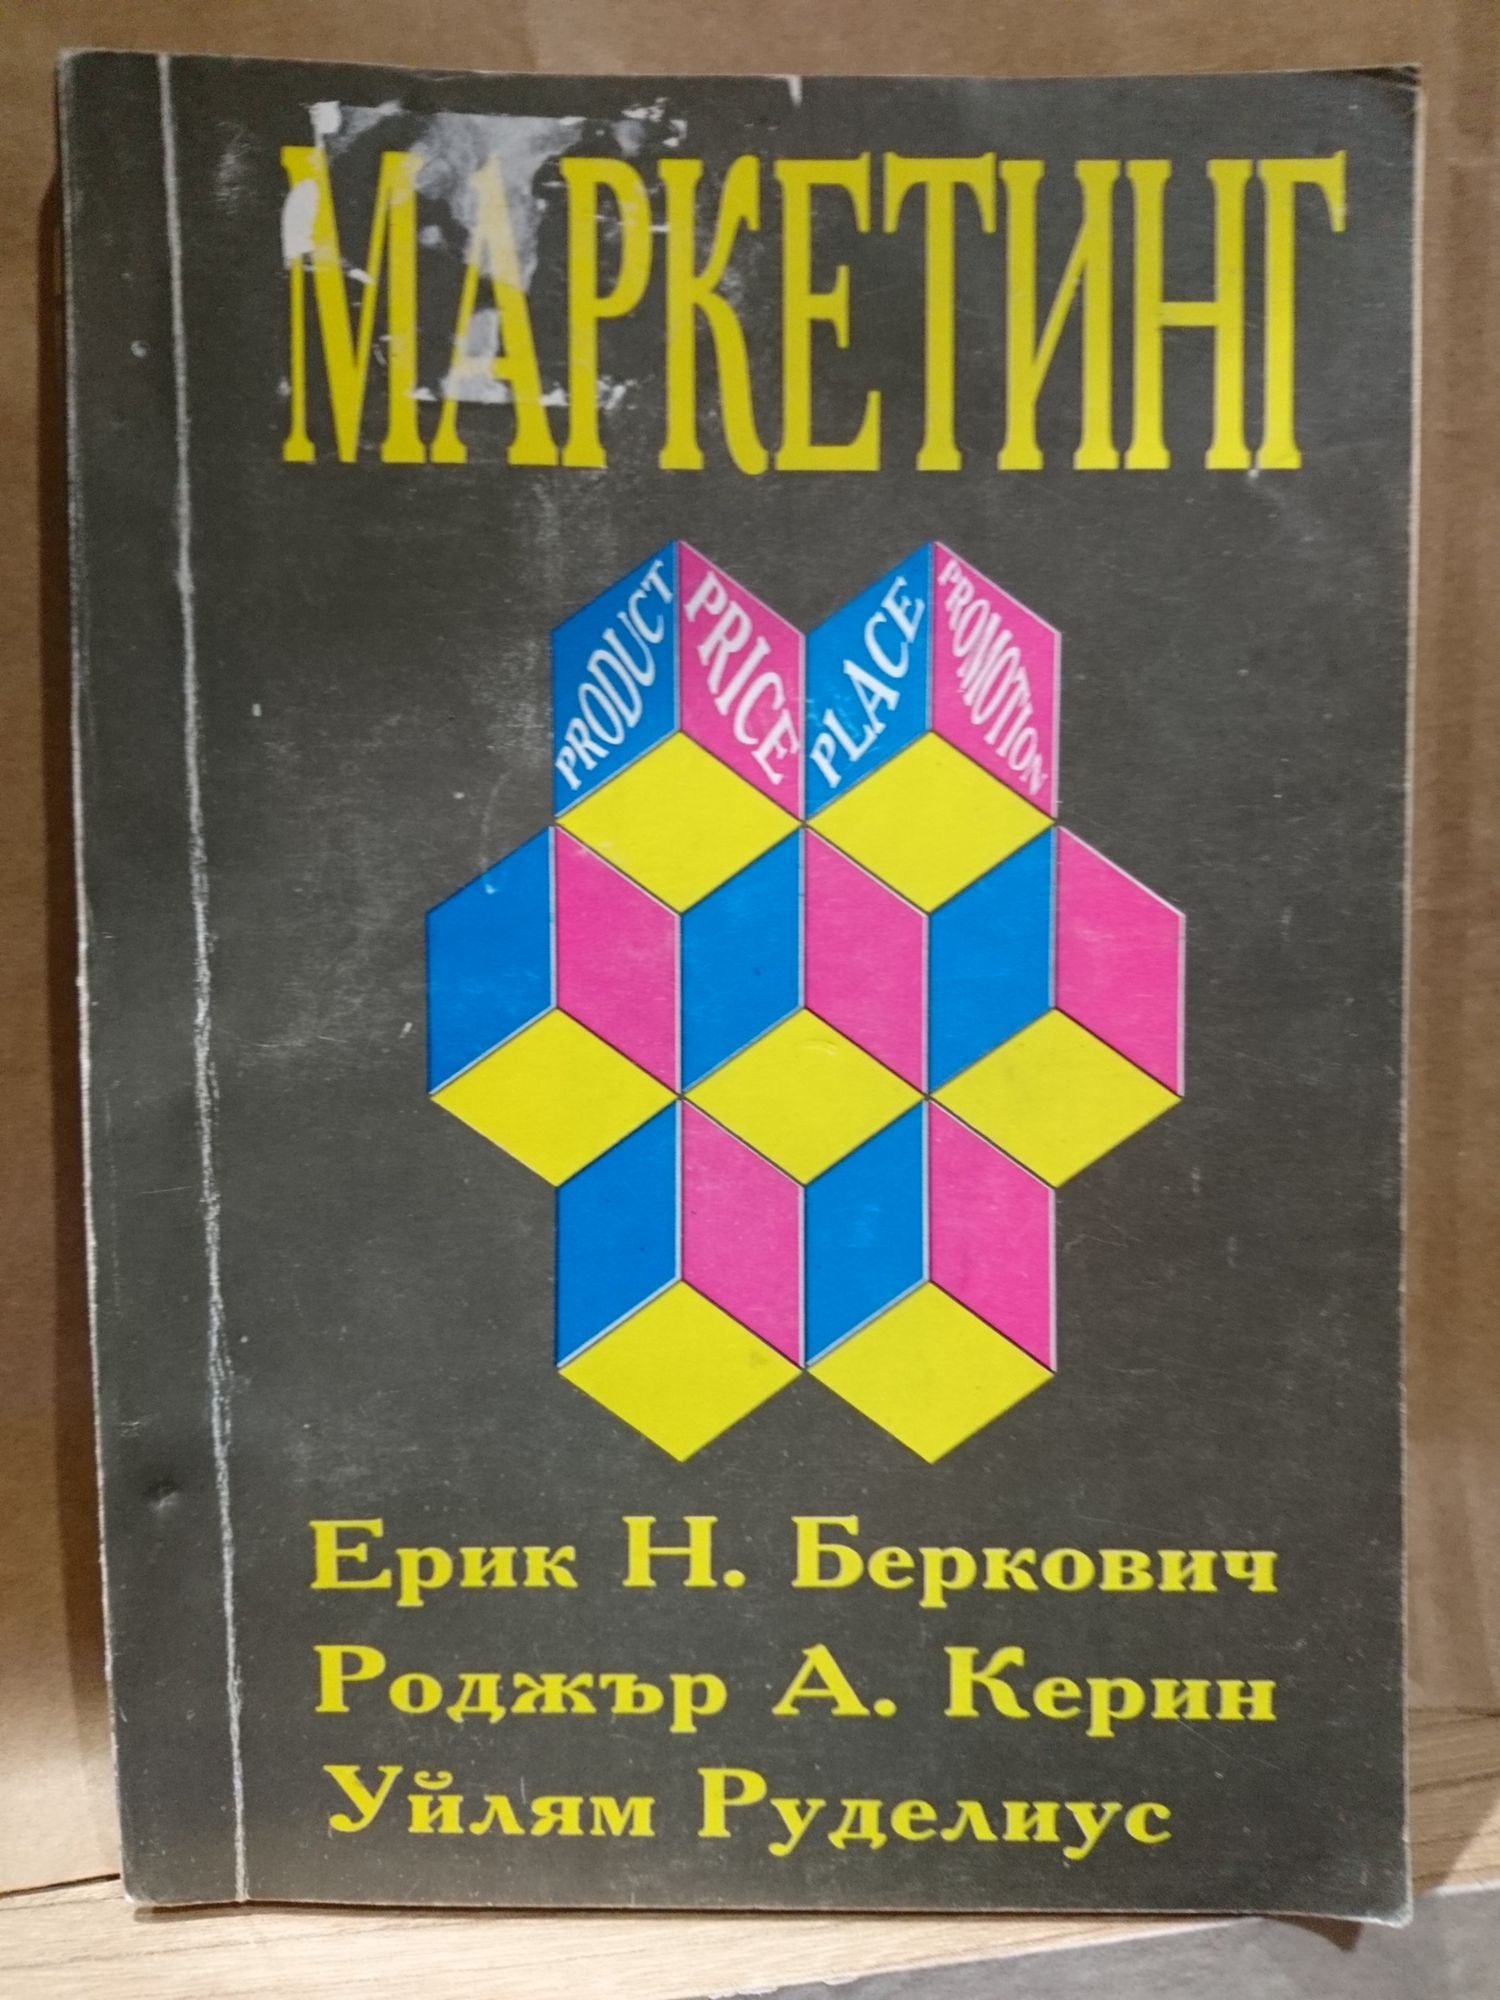 МАРКЕТИНГ
PRODUCT PRICE PLACE PROMOTION
Ерик Н. Беркович
Роджър А. Керин
Уйлям Руделиус